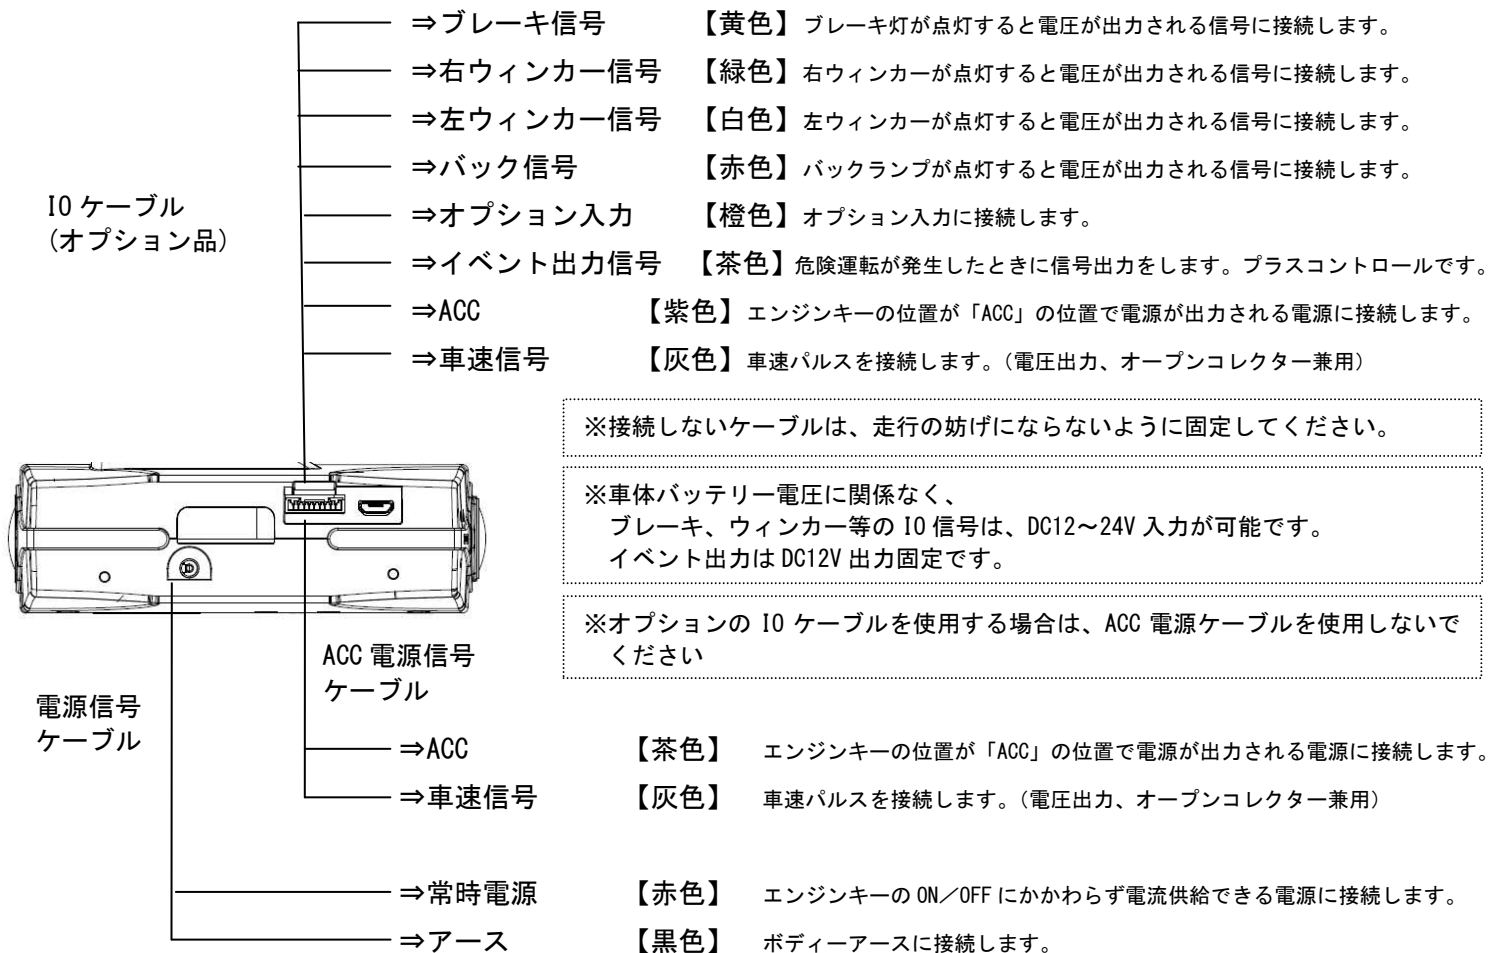 ⇒ブレーキ信号 【黄色】 ブレーキ灯が点灯すると電圧が出力される信号に接続します。
⇒右ウィンカー信号 【緑色】 右ウィンカーが点灯すると電圧が出力される信号に接続します。
⇒左ウィンカー信号 【白色】 左ウィンカーが点灯すると電圧が出力される信号に接続します。
⇒バック信号 【赤色】 バックランプが点灯すると電圧が出力される信号に接続します。
IO ケーブル
(オプション品)
⇒オプション入力 【橙色】 オプション入力に接続します。
⇒イベント出力信号 【茶色】 危険運転が発生したときに信号出力をします。プラスコントロールです。
⇒ACC 【紫色】 エンジンキーの位置が「ACC」の位置で電源が出力される電源に接続します。
⇒車速信号 【灰色】 車速パルスを接続します。(電圧出力、オープンコレクター兼用)
※接続しないケーブルは、走行の妨げにならないように固定してください。
※車体バッテリー電圧に関係なく、
ブレーキ、ウィンカー等の IO 信号は、DC12～24V 入力が可能です。
イベント出力は DC12V 出力固定です。
※オプションの IO ケーブルを使用する場合は、ACC 電源ケーブルを使用しないで
ください
ACC 電源信号
ケーブル
電源信号
ケーブル
⇒ACC 【茶色】 エンジンキーの位置が「ACC」の位置で電源が出力される電源に接続します。
⇒車速信号 【灰色】 車速パルスを接続します。(電圧出力、オープンコレクター兼用)
⇒常時電源 【赤色】 エンジンキーの ON／OFF にかかわらず電流供給できる電源に接続します。
⇒アース 【黒色】 ボディーアースに接続します。